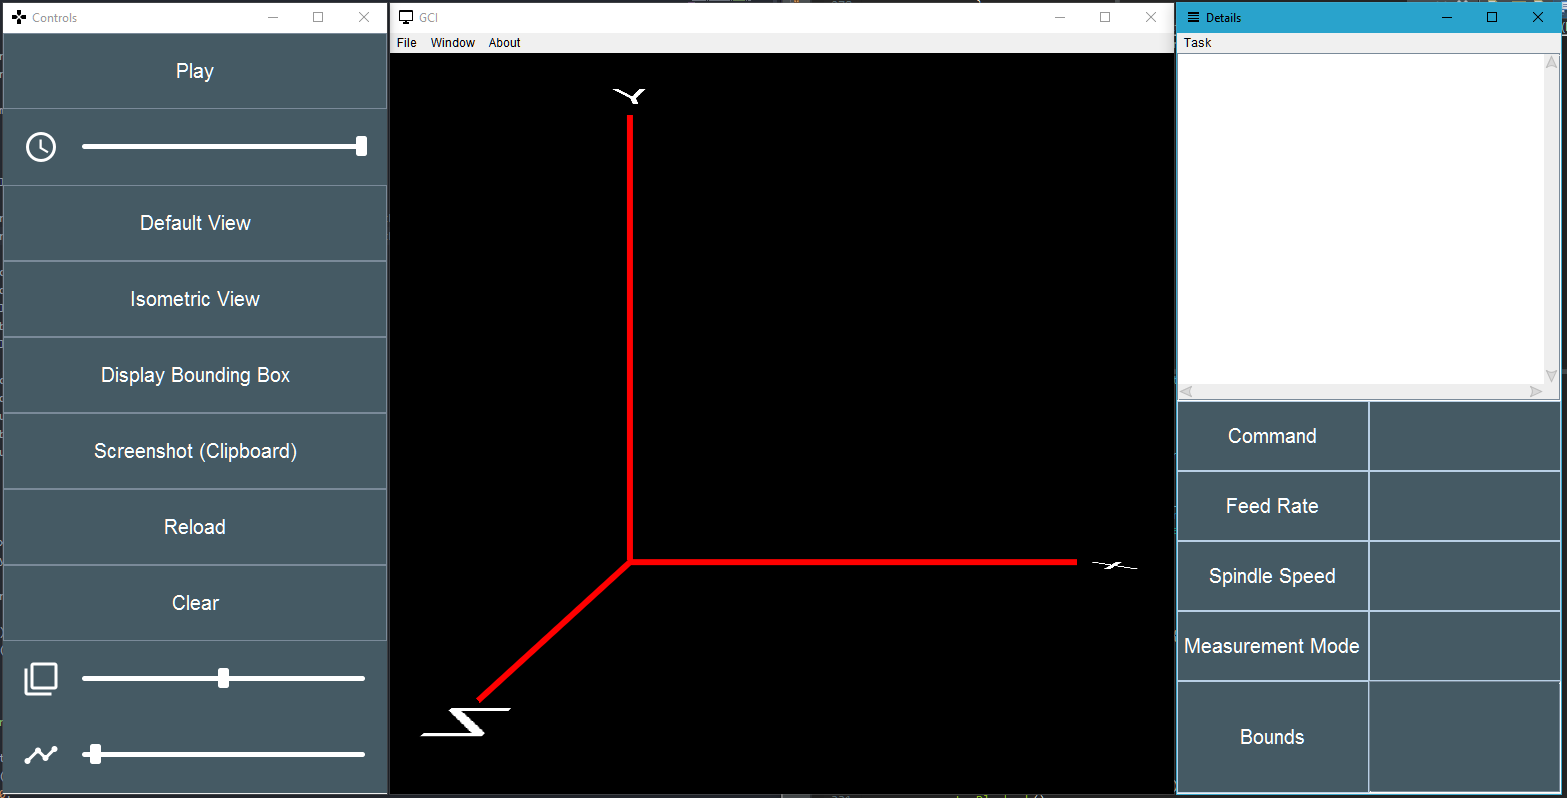 Controls
Play
Default View
Isometric View
Display Bounding Box
Screenshot (Clipboard)
Reload
Clear
GCI
File Window About
Y
X
Z
Details
Task
Command
Feed Rate
Spindle Speed
Measurement Mode
Bounds